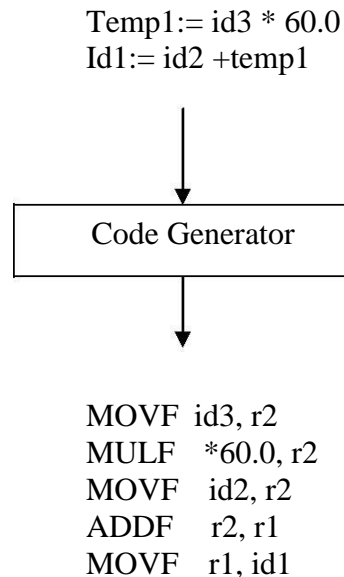 Temp1:= id3 * 60.0
Id1:= id2 +temp1
Code Generator
MOVF id3, r2
MULF *60.0, r2
MOVF id2, r2
ADDF r2, r1
MOVF r1, id1